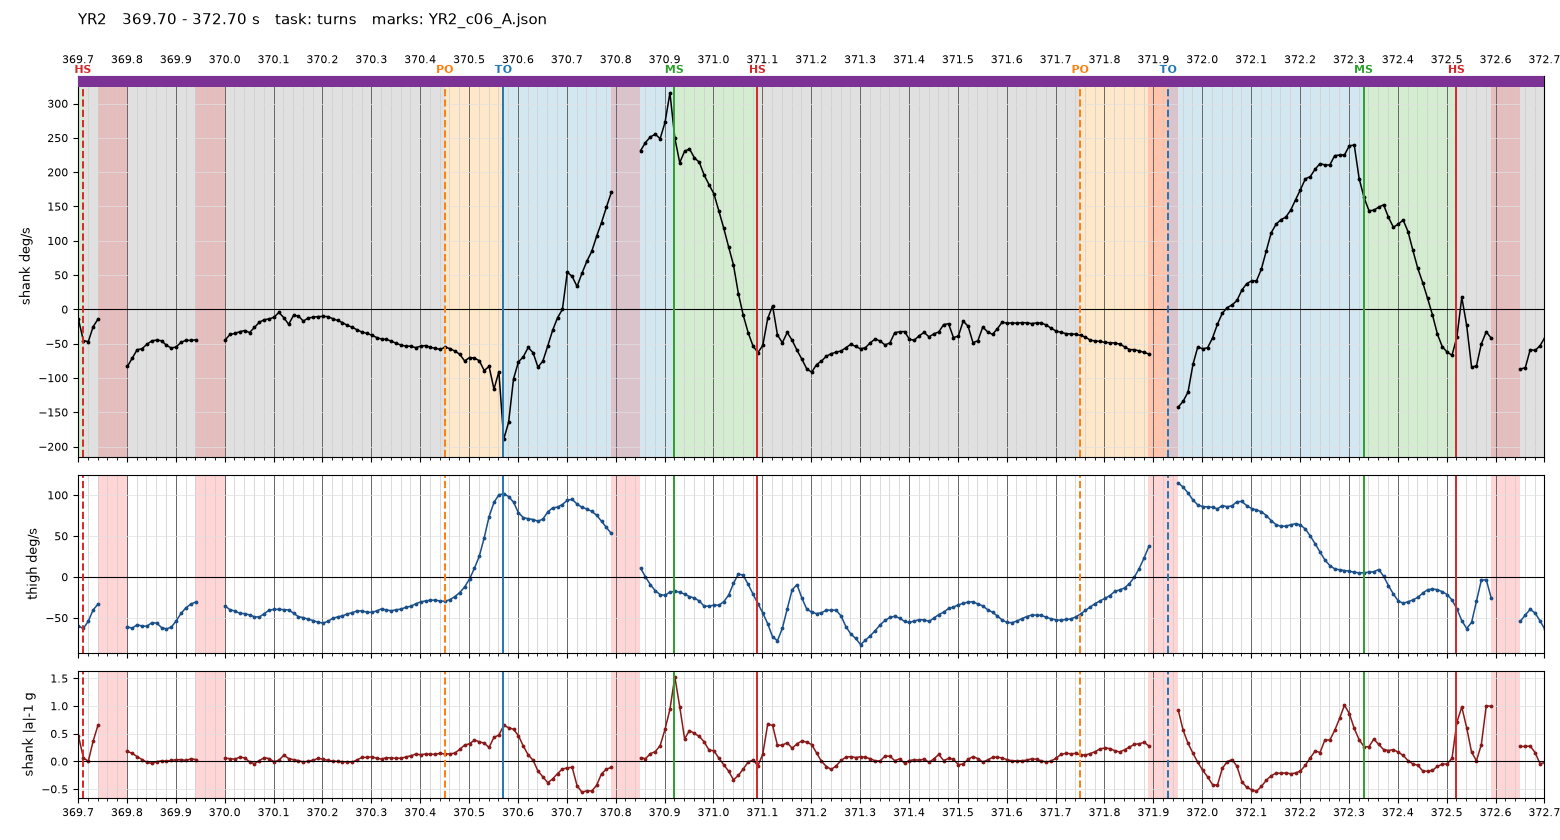 YR2   369.70 - 372.70 s   task: turns   marks: YR2_c06_A.json
369.7 369.8 369.9 370.0 370.1 370.2 370.3 370.4 370.5 370.6 370.7 370.8 370.9 371.0 371.1 371.2 371.3 371.4 371.5 371.6 371.7 371.8 371.9 372.0 372.1 372.2 372.3 372.4 372.5 372.6 372.7
HS PO TO MS HS PO TO MS HS
shank deg/s
300
250
200
150
100
50
0
−50
−100
−150
−200
thigh deg/s
100
50
0
−50
shank |a|-1 g
1.5
1.0
0.5
0.0
−0.5
369.7 369.8 369.9 370.0 370.1 370.2 370.3 370.4 370.5 370.6 370.7 370.8 370.9 371.0 371.1 371.2 371.3 371.4 371.5 371.6 371.7 371.8 371.9 372.0 372.1 372.2 372.3 372.4 372.5 372.6 372.7